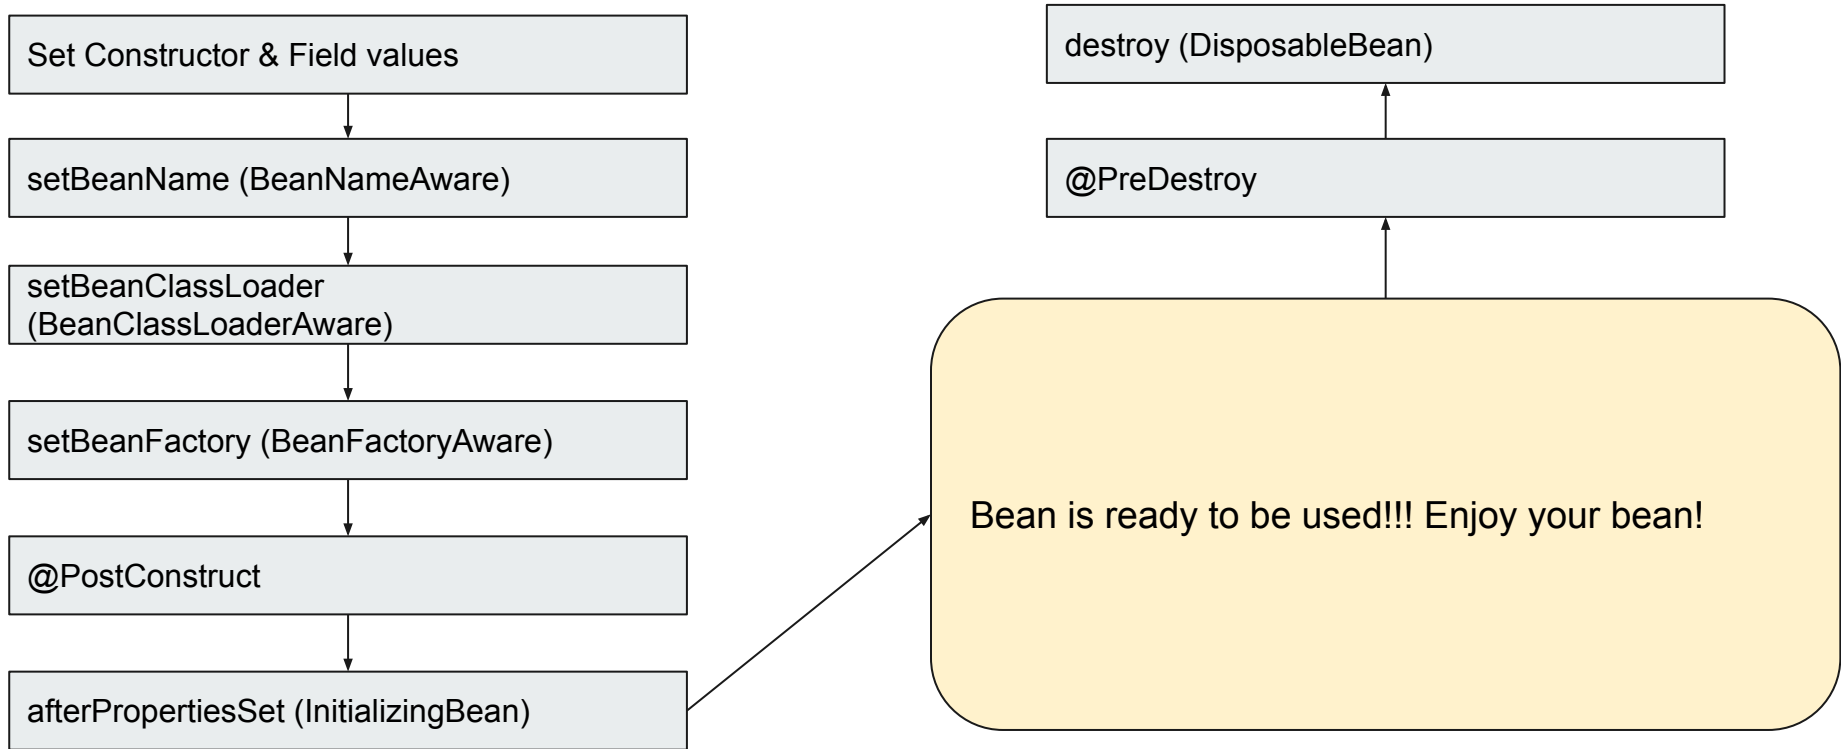 Set Constructor & Field values
setBeanName (BeanNameAware)
setBeanClassLoader
(BeanClassLoaderAware)
setBeanFactory (BeanFactoryAware)
@PostConstruct
afterPropertiesSet (InitializingBean)
destroy (DisposableBean)
@PreDestroy
Bean is ready to be used!!! Enjoy your bean!